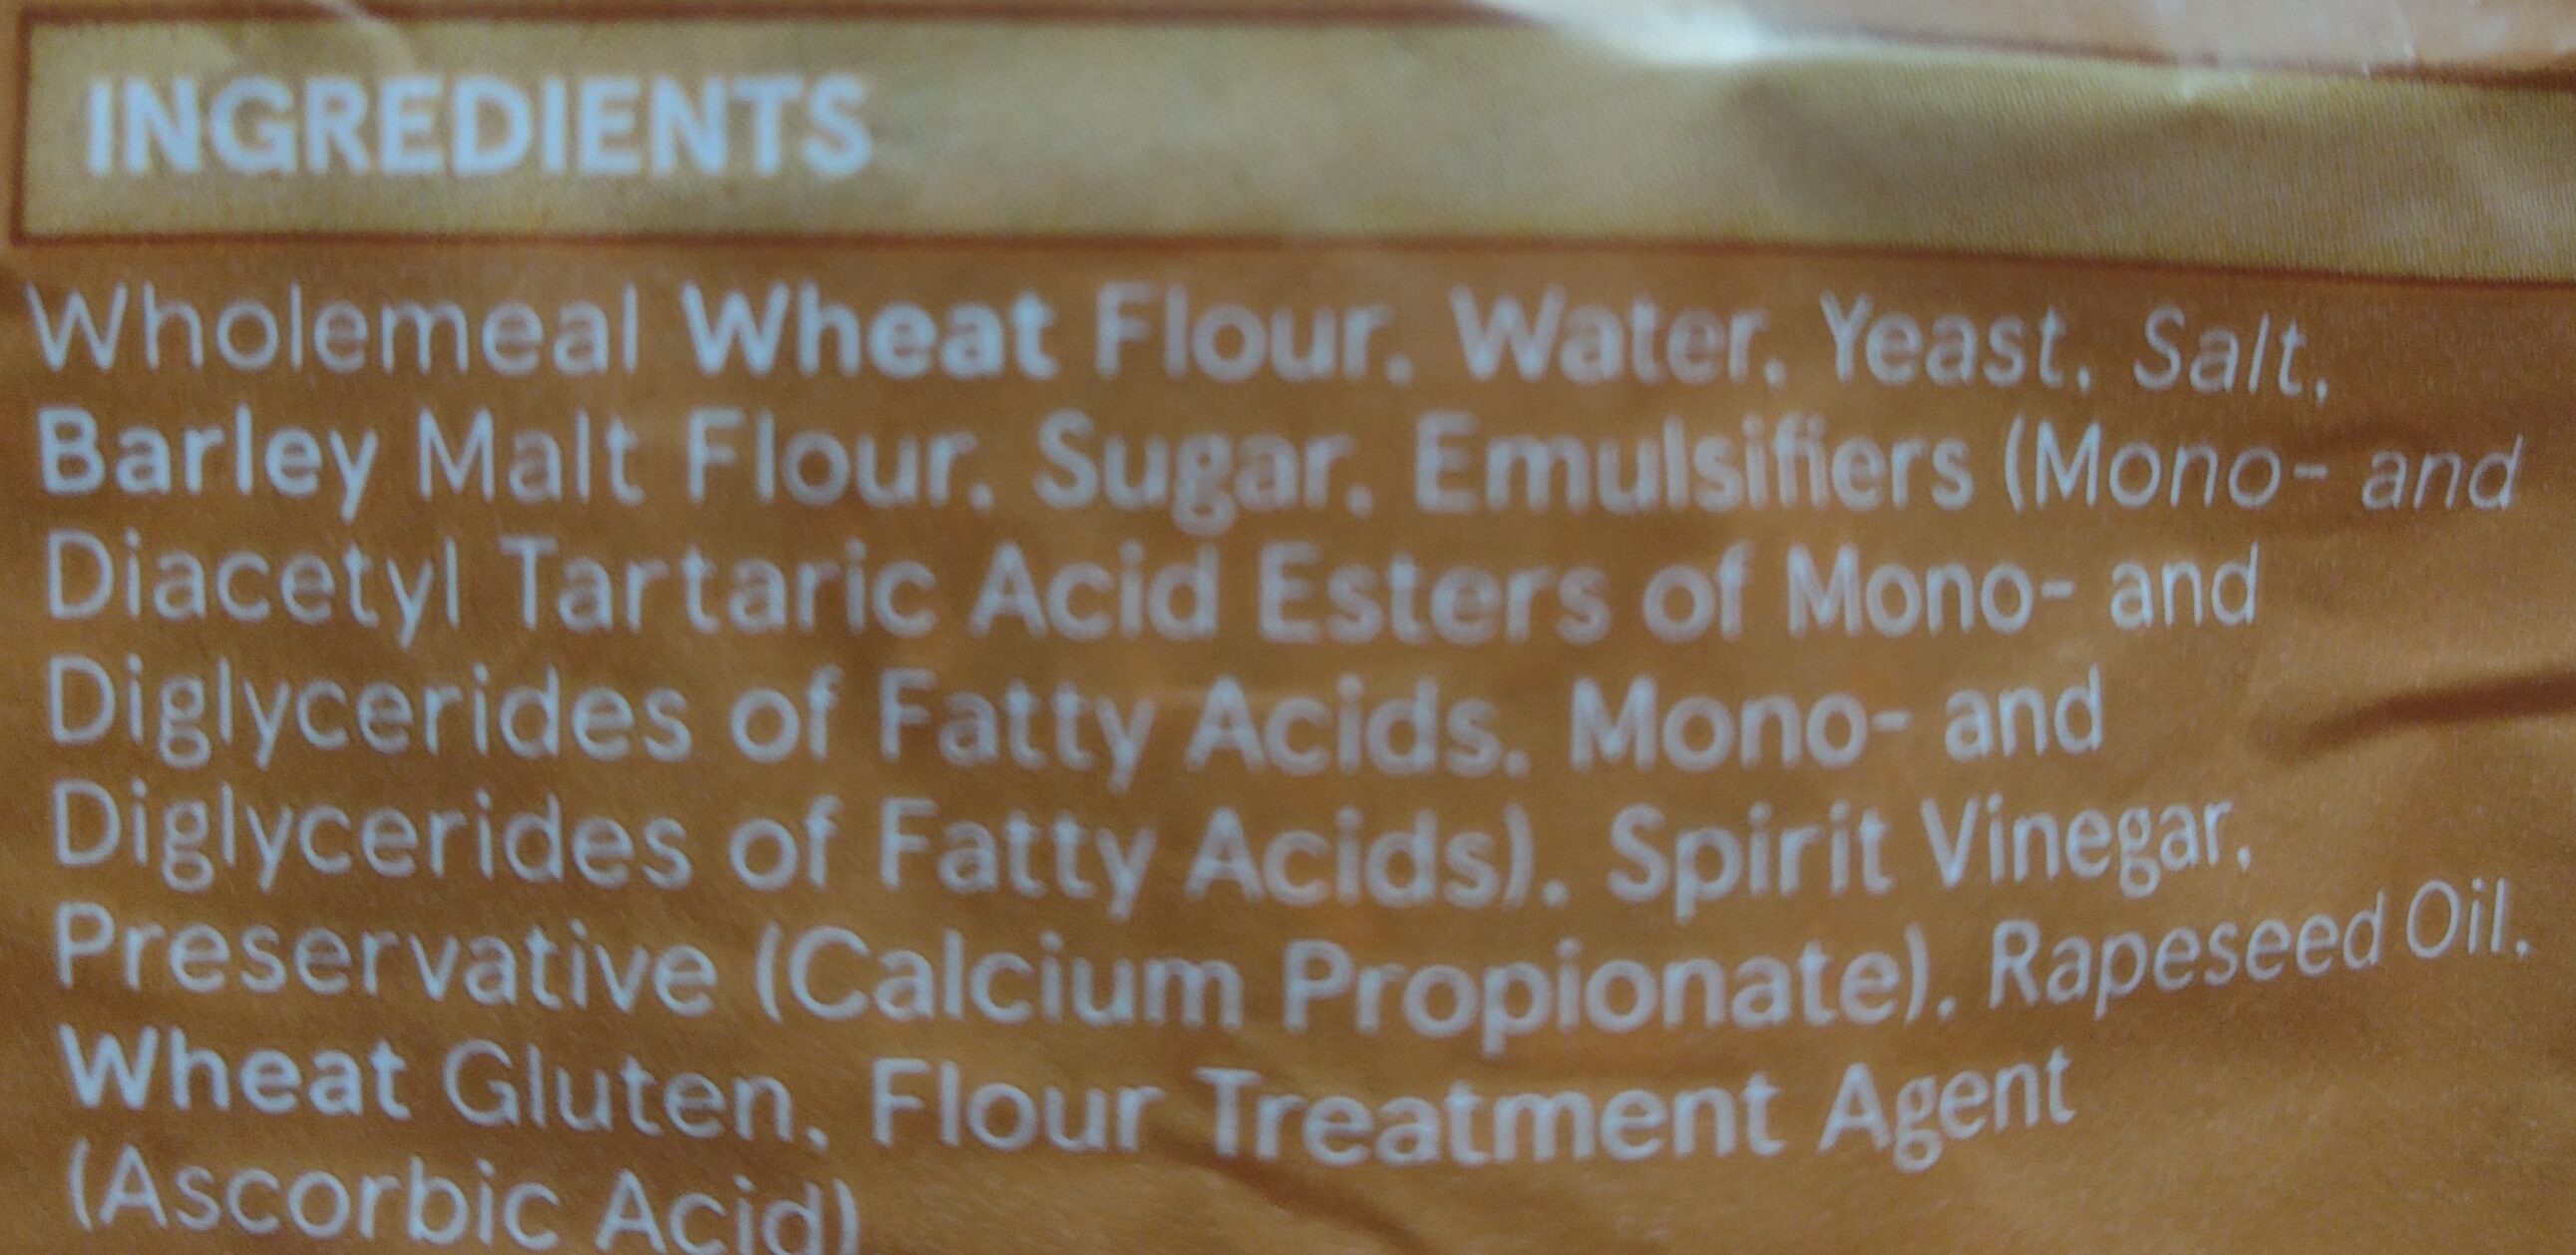 INGREDIENTS
Wholemeal Wheat Flour, Water, Yeast, Salt,
Barley Malt Flour, Sugar, Emulsifiers (Mono- and
Diacetyl Tartaric Acid Esters of Mono- and
Diglycerides of Fatty Acids, Mono- and
Diglycerides of Fatty Acids), Spirit Vinegar,
Preservative (Calcium Propionate), Rapeseed Oil,
Wheat Gluten, Flour Treatment Agent
(Ascorbic Acid)